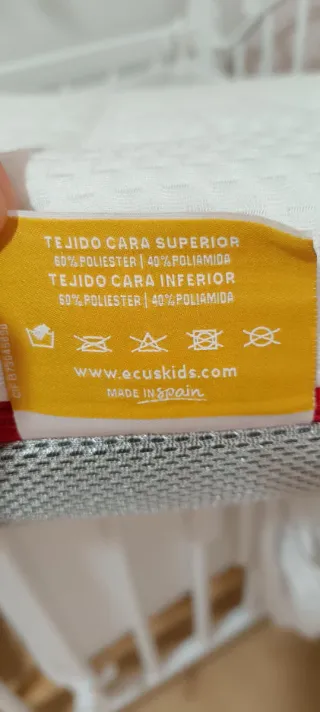 TEJIDO CARA SUPERIOR
60% POLIESTER | 40% POLIAMIDA
TEJIDO CARA INFERIOR
60% POLIESTER | 40% POLIAMIDA
www.ecuskids.com
MADE IN spain